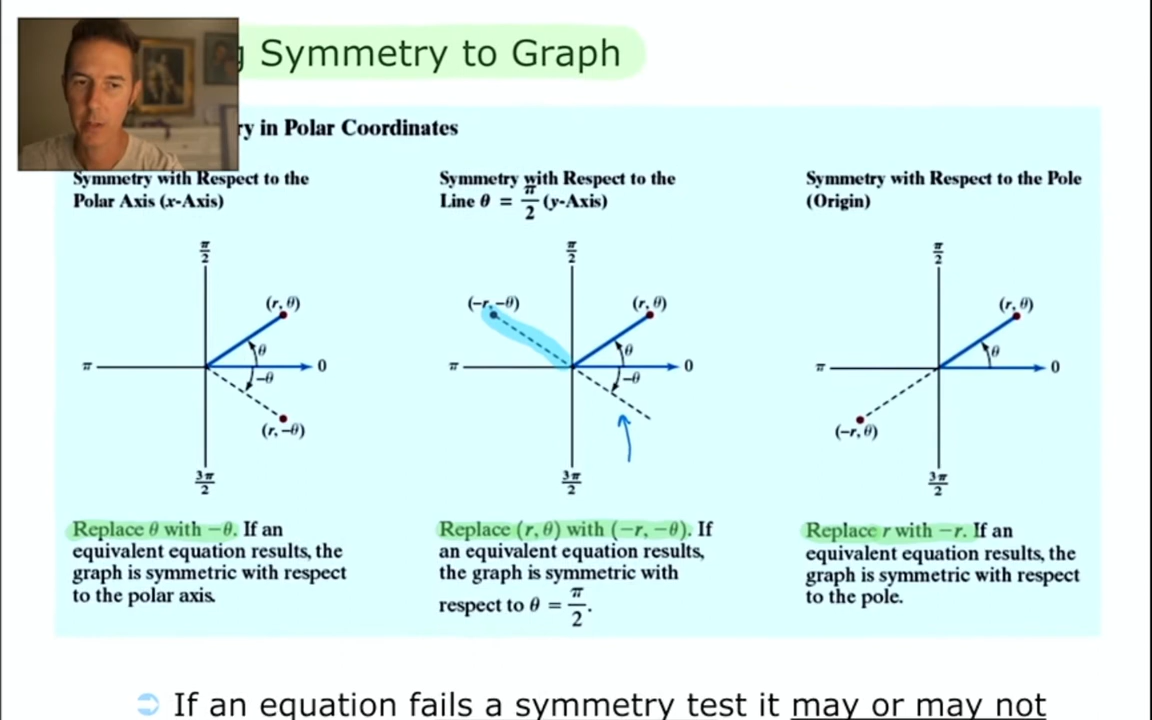 g Symmetry to Graph
ry in Polar Coordinates
Symmetry with Respect to the
Polar Axis (x-Axis)
π/2
(r, θ)
θ
π
0
−θ
(r, −θ)
3π/2
Replace θ with −θ. If an
equivalent equation results, the
graph is symmetric with respect
to the polar axis.
Symmetry with Respect to the
Line θ = π/2 (y-Axis)
π/2
(−r, −θ)
(r, θ)
θ
π
0
−θ
3π/2
Replace (r, θ) with (−r, −θ). If
an equivalent equation results,
the graph is symmetric with
respect to θ = π/2.
Symmetry with Respect to the Pole
(Origin)
π/2
(r, θ)
θ
π
0
(−r, θ)
3π/2
Replace r with −r. If an
equivalent equation results, the
graph is symmetric with respect
to the pole.
If an equation fails a symmetry test it may or may not